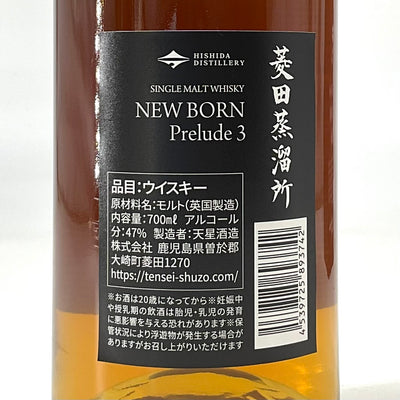 HISHIDA
DISTILLERY
SINGLE MALT WHISKY
NEW BORN
Prelude 3
菱田蒸溜所
品目:ウイスキー
原材料名:モルト(英国製造)
内容量:700㎖ アルコール
分:47% 製造者:天星酒造
株式会社 鹿児島県曽於郡
大崎町菱田1270
https://tensei-shuzo.com/
※お酒は20歳になってから※妊娠中
や授乳期の飲酒は胎児・乳児の発育
に悪影響を与える恐れがあります※保
管状況により浮遊物が発生する場合が
ありますがお召し上がりいただけます
4539725893742